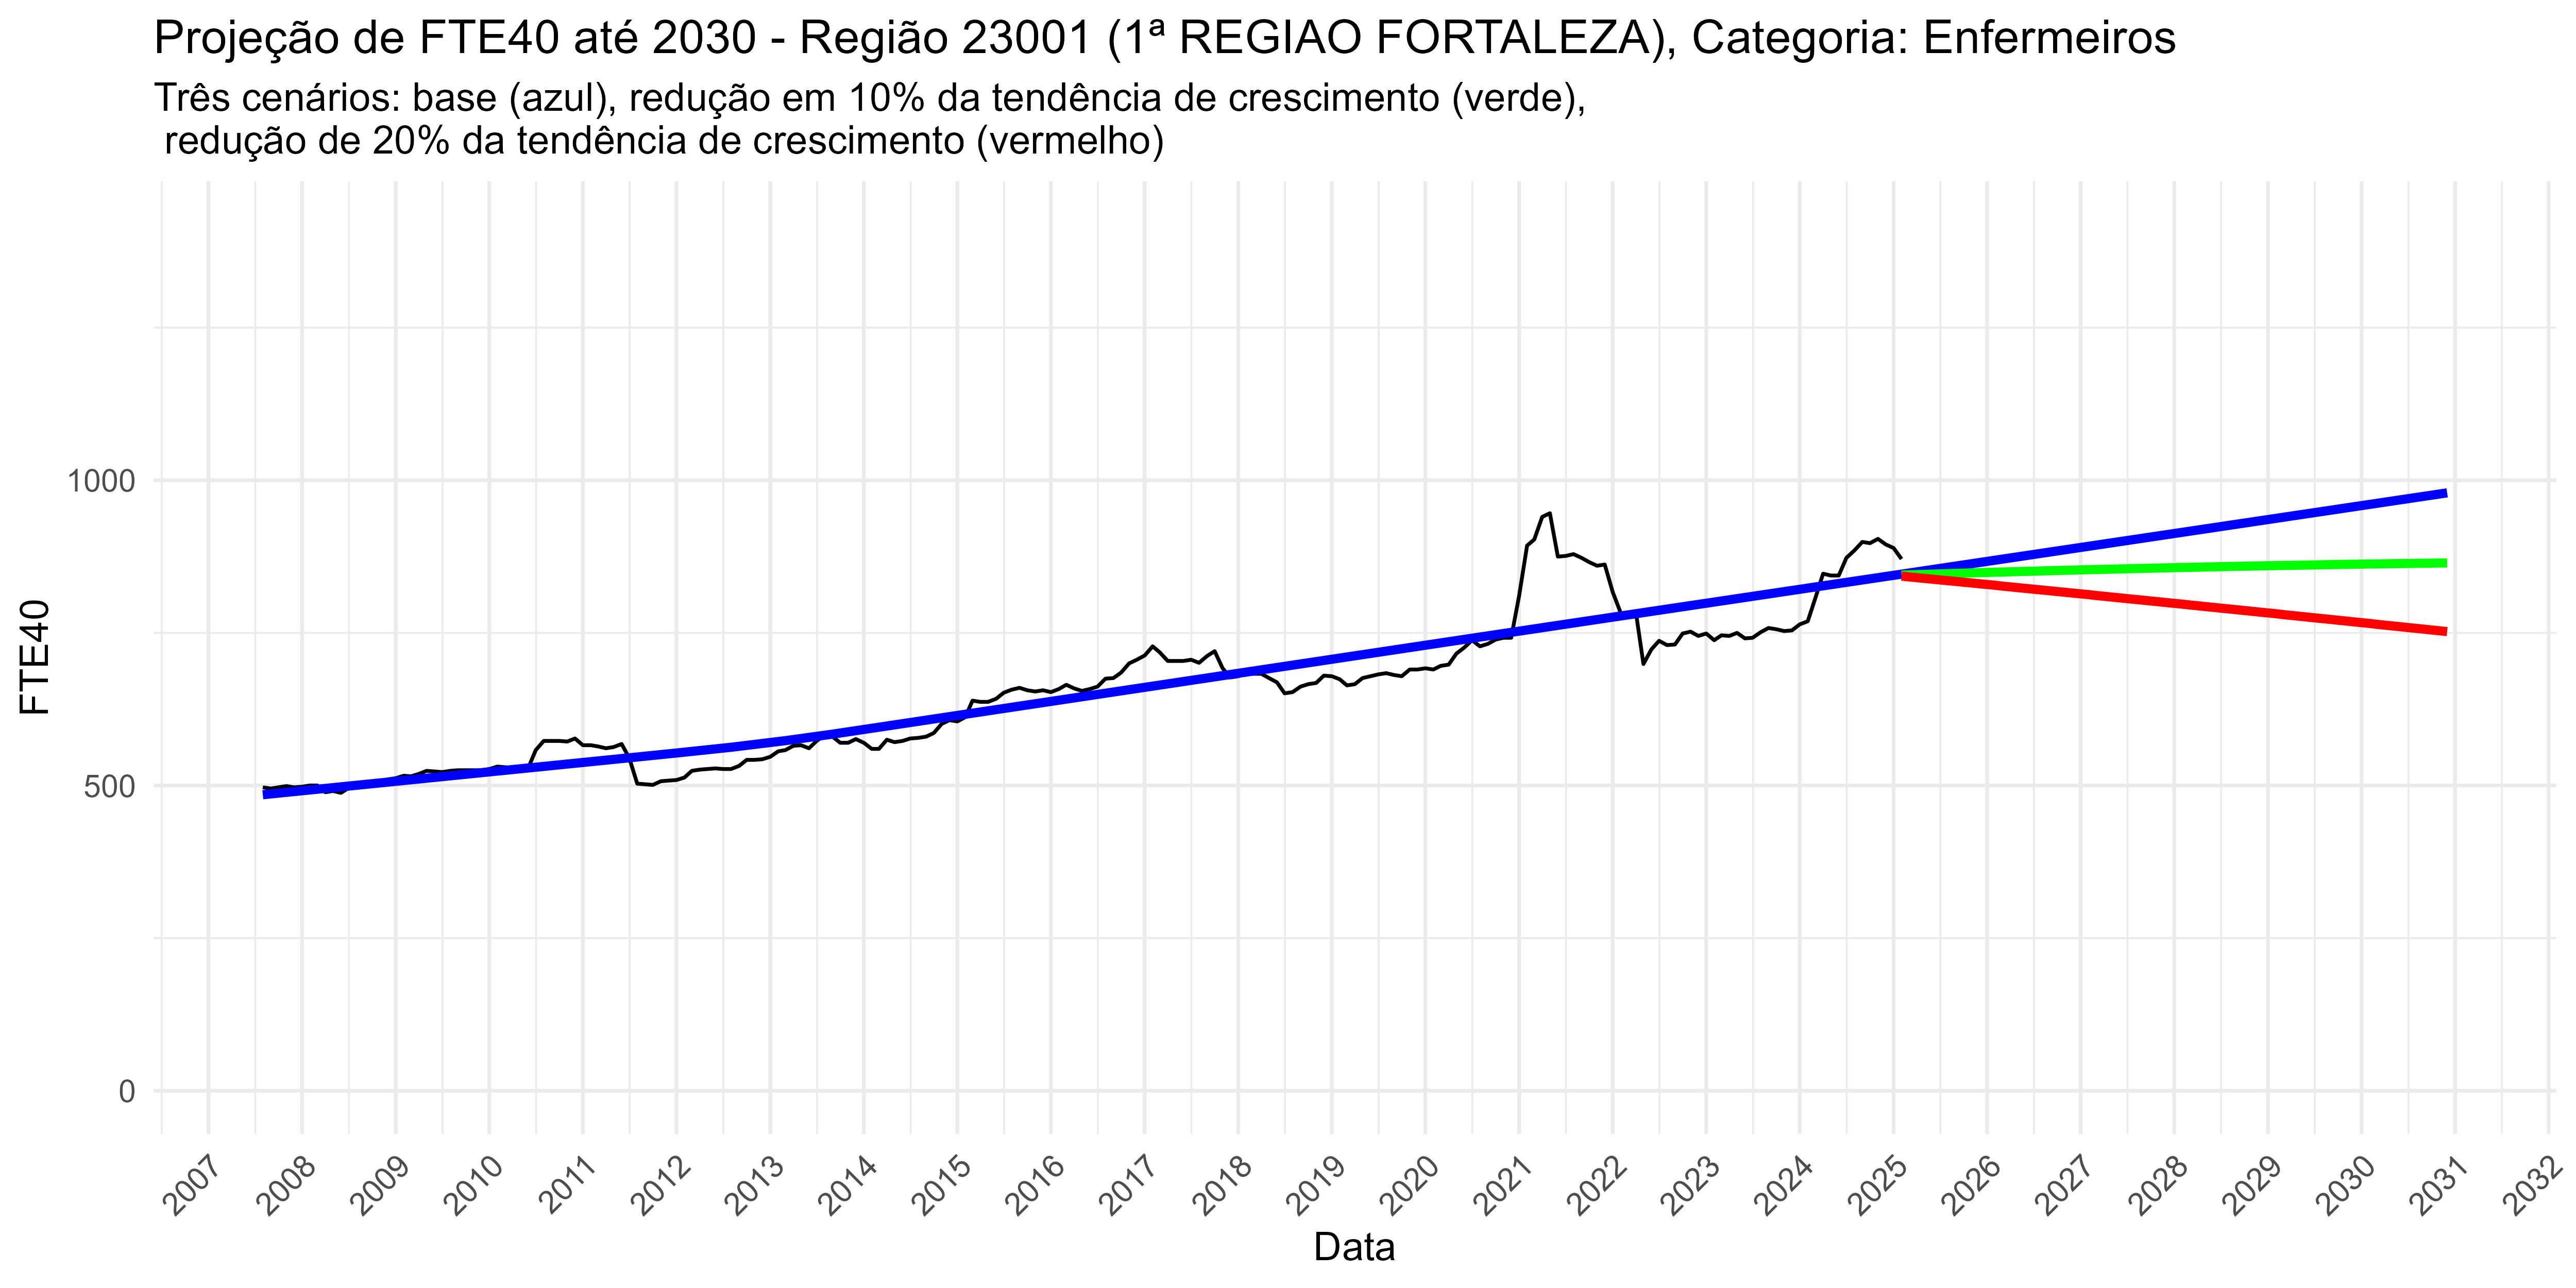 Projeção de FTE40 até 2030 - Região 23001 (1ª REGIAO FORTALEZA), Categoria: Enfermeiros
Três cenários: base (azul), redução em 10% da tendência de crescimento (verde),
redução de 20% da tendência de crescimento (vermelho)
FTE40
1000
500
0
2007 2008 2009 2010 2011 2012 2013 2014 2015 2016 2017 2018 2019 2020 2021 2022 2023 2024 2025 2026 2027 2028 2029 2030 2031 2032
Data